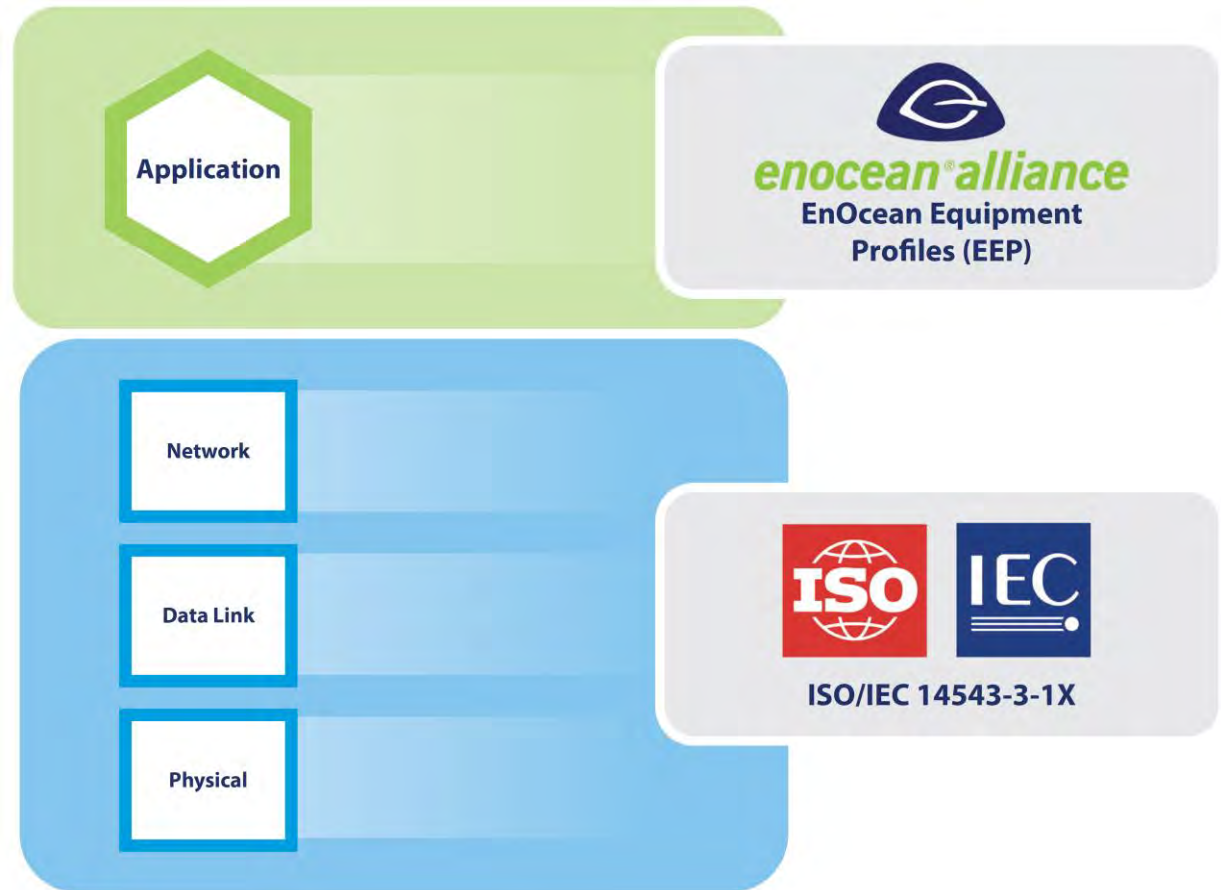 Application
enocean® alliance
EnOcean Equipment
Profiles (EEP)
Network
Data Link
Physical
ISO
IEC
ISO/IEC 14543-3-1X